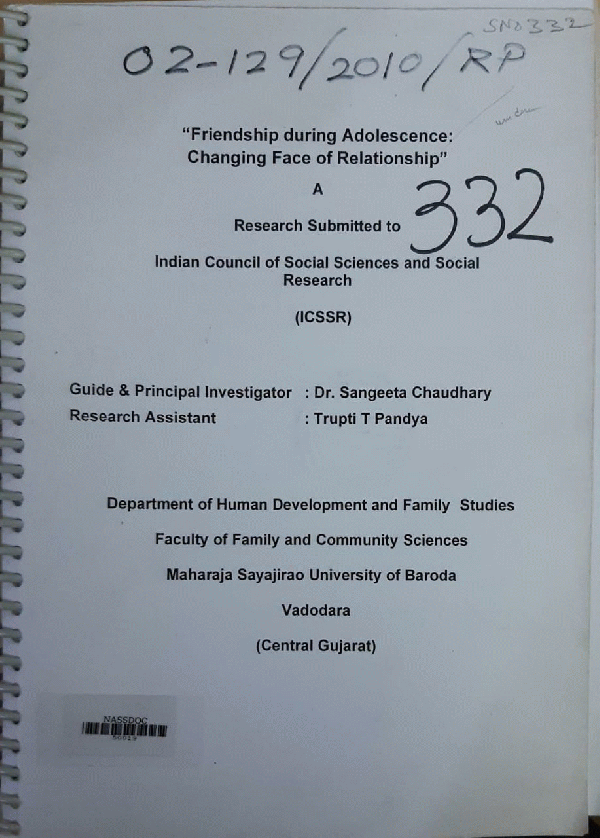 SND332
02-129/2010/RP
“Friendship during Adolescence:
Changing Face of Relationship”
A
332
Research Submitted to
Indian Council of Social Sciences and Social
Research
(ICSSR)
Guide & Principal Investigator : Dr. Sangeeta Chaudhary
Research Assistant : Trupti T Pandya
Department of Human Development and Family Studies
Faculty of Family and Community Sciences
Maharaja Sayajirao University of Baroda
Vadodara
(Central Gujarat)
NASSDOC